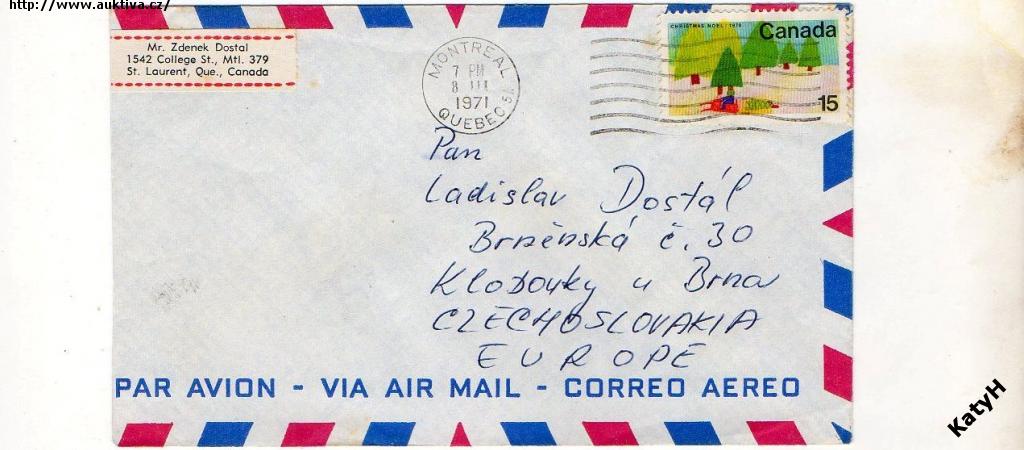 http://www.auktiva.cz/
Mr. Zdenek Dostal
1542 College St., Mtl. 379
St. Laurent, Que., Canada
MONTREAL
7 PM
8 III
1971
QUEBEC
CHRISTMAS NOËL 1970
Canada
15
Pan
Ladislav Dostál
Brněnská č. 30
Klobouky u Brna
CZECHOSLOVAKIA
EUROPE
PAR AVION - VIA AIR MAIL - CORREO AEREO
KatyH